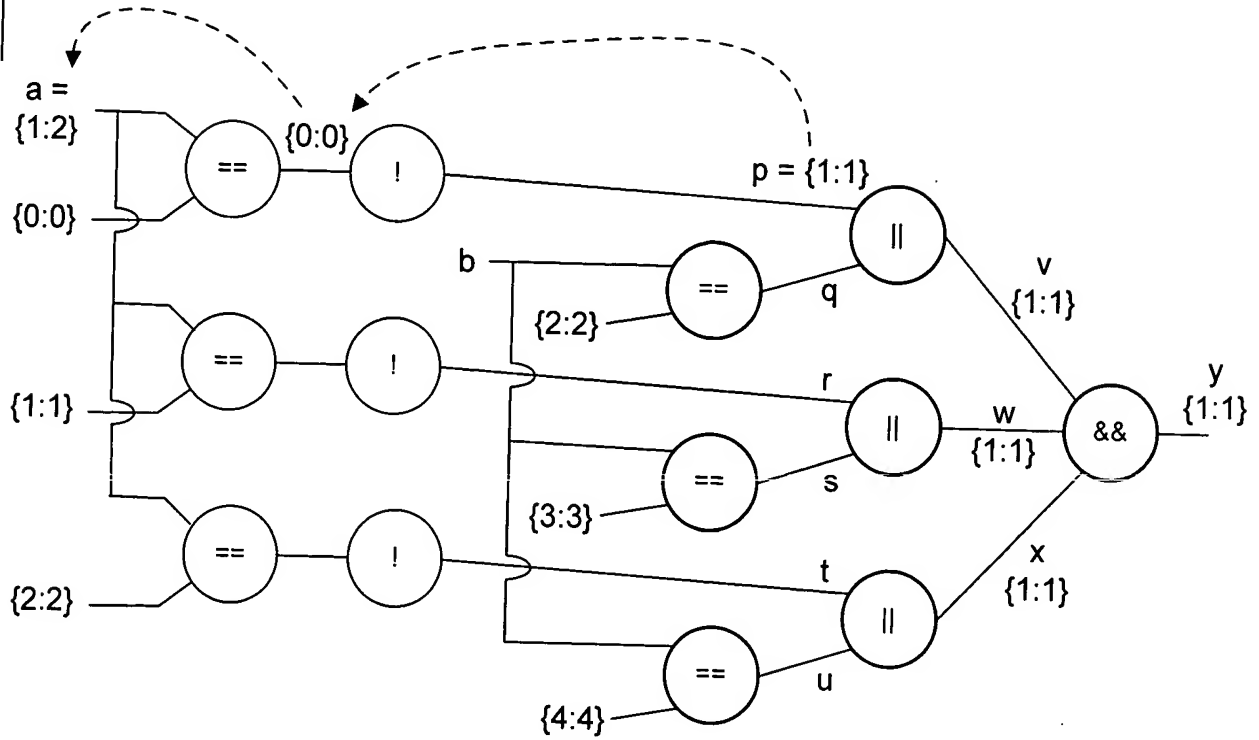 a =
{1:2}
{0:0}
==
{0:0}
!
p = {1:1}
||
b
==
q
{2:2}
v
{1:1}
{1:1}
==
!
r
||
w
{1:1}
&&
y
{1:1}
==
s
{3:3}
{2:2}
==
!
t
||
x
{1:1}
==
u
{4:4}